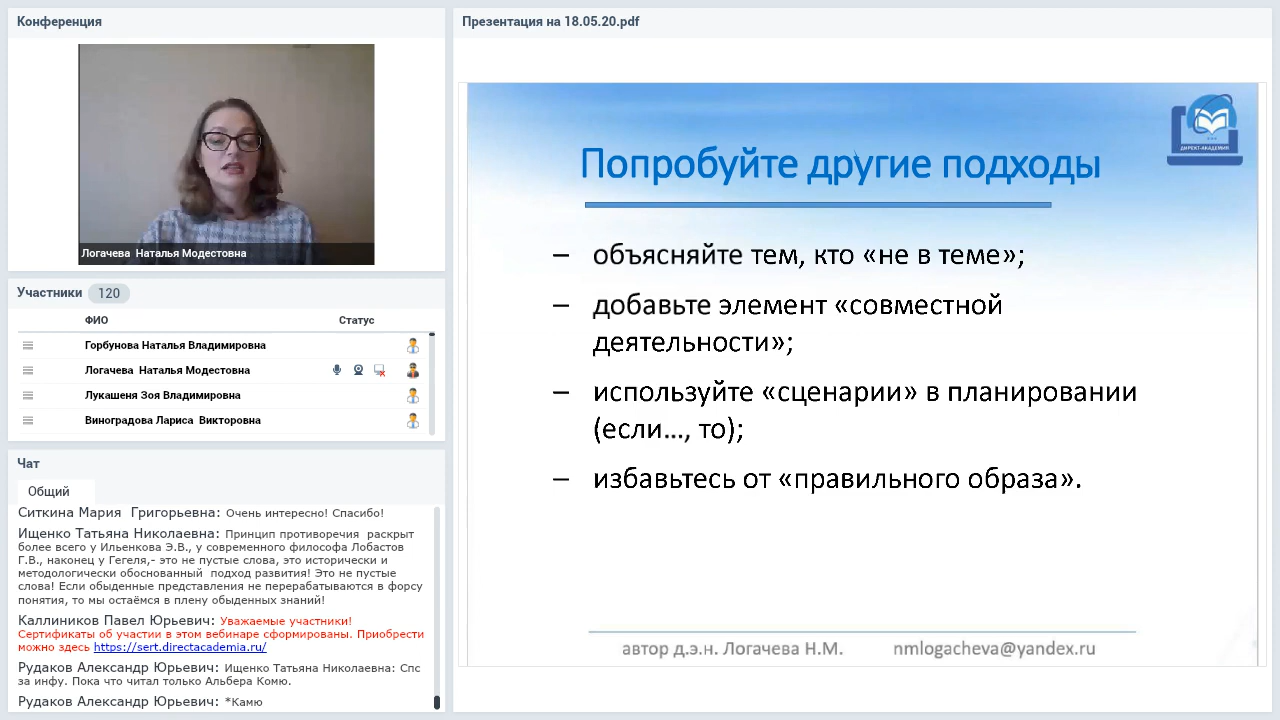 Конференция
Логачева  Наталья Модестовна
Участники 120
ФИО Статус
Горбунова Наталья Владимировна
Логачева  Наталья Модестовна
Лукашеня Зоя Владимировна
Виноградова Лариса  Викторовна
Чат
Общий
Ситкина Мария  Григорьевна: Очень интересно! Спасибо!
Ищенко Татьяна Николаевна: Принцип противоречия  раскрыт
более всего у Ильенкова Э.В., у современного философа Лобастов
Г.В., наконец у Гегеля,- это не пустые слова, это исторически и
методологически обоснованный  подход развития! Это не пустые
слова! Если обыденные представления не перерабатываются в форсу
понятия, то мы остаёмся в плену обыденных знаний!
Каллиников Павел Юрьевич: Уважаемые участники!
Сертификаты об участии в этом вебинаре сформированы. Приобрести
можно здесь https://sert.directacademia.ru/
Рудаков Александр Юрьевич: Ищенко Татьяна Николаевна: Спс
за инфу. Пока что читал только Альбера Комю.
Рудаков Александр Юрьевич: *Камю
Презентация на 18.05.20.pdf
ДИРЕКТ-АКАДЕМИЯ
Попробуйте другие подходы
– объясняйте тем, кто «не в теме»;
– добавьте элемент «совместной
деятельности»;
– используйте «сценарии» в планировании
(если…, то);
– избавьтесь от «правильного образа».
автор д.э.н. Логачева Н.М. nmlogacheva@yandex.ru